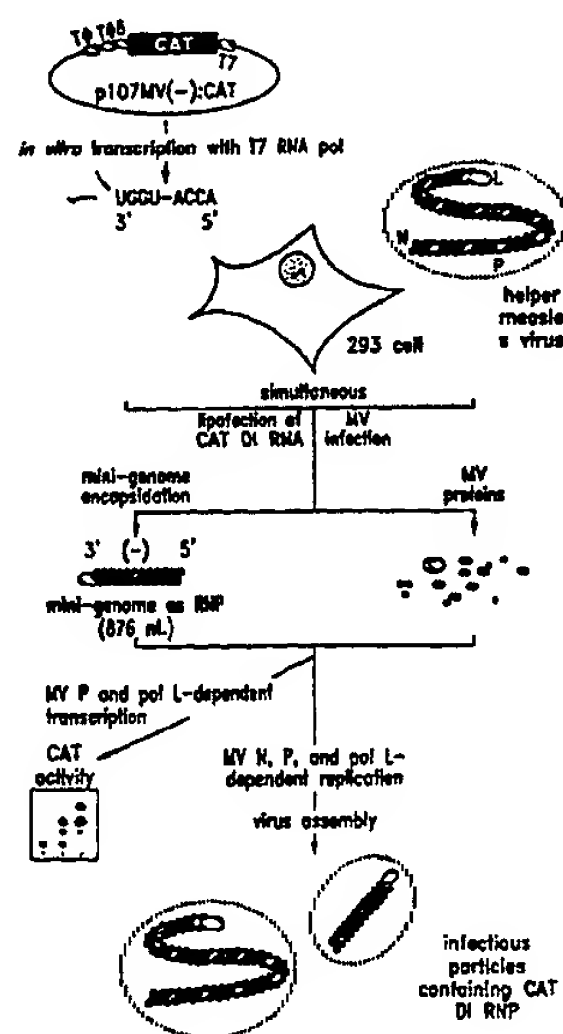 TΦ TΦB CAT
T7
p107MV(-):CAT
in vitro transcription with T7 RNA pol
UGGU-ACCA
3' 5'
L
N
P
helper
measle
s virus
293 cell
simultaneous
lipofection of
CAT DI RNA
MV
infection
mini-genome
encapsidation
MV
proteins
3' (-) 5'
mini-genome as RNP
(876 nt.)
MV P and pol L-dependent
transcription
CAT
activity
MV N, P, and pol L-
dependent replication
virus assembly
infectious
particles
containing CAT
DI RNP